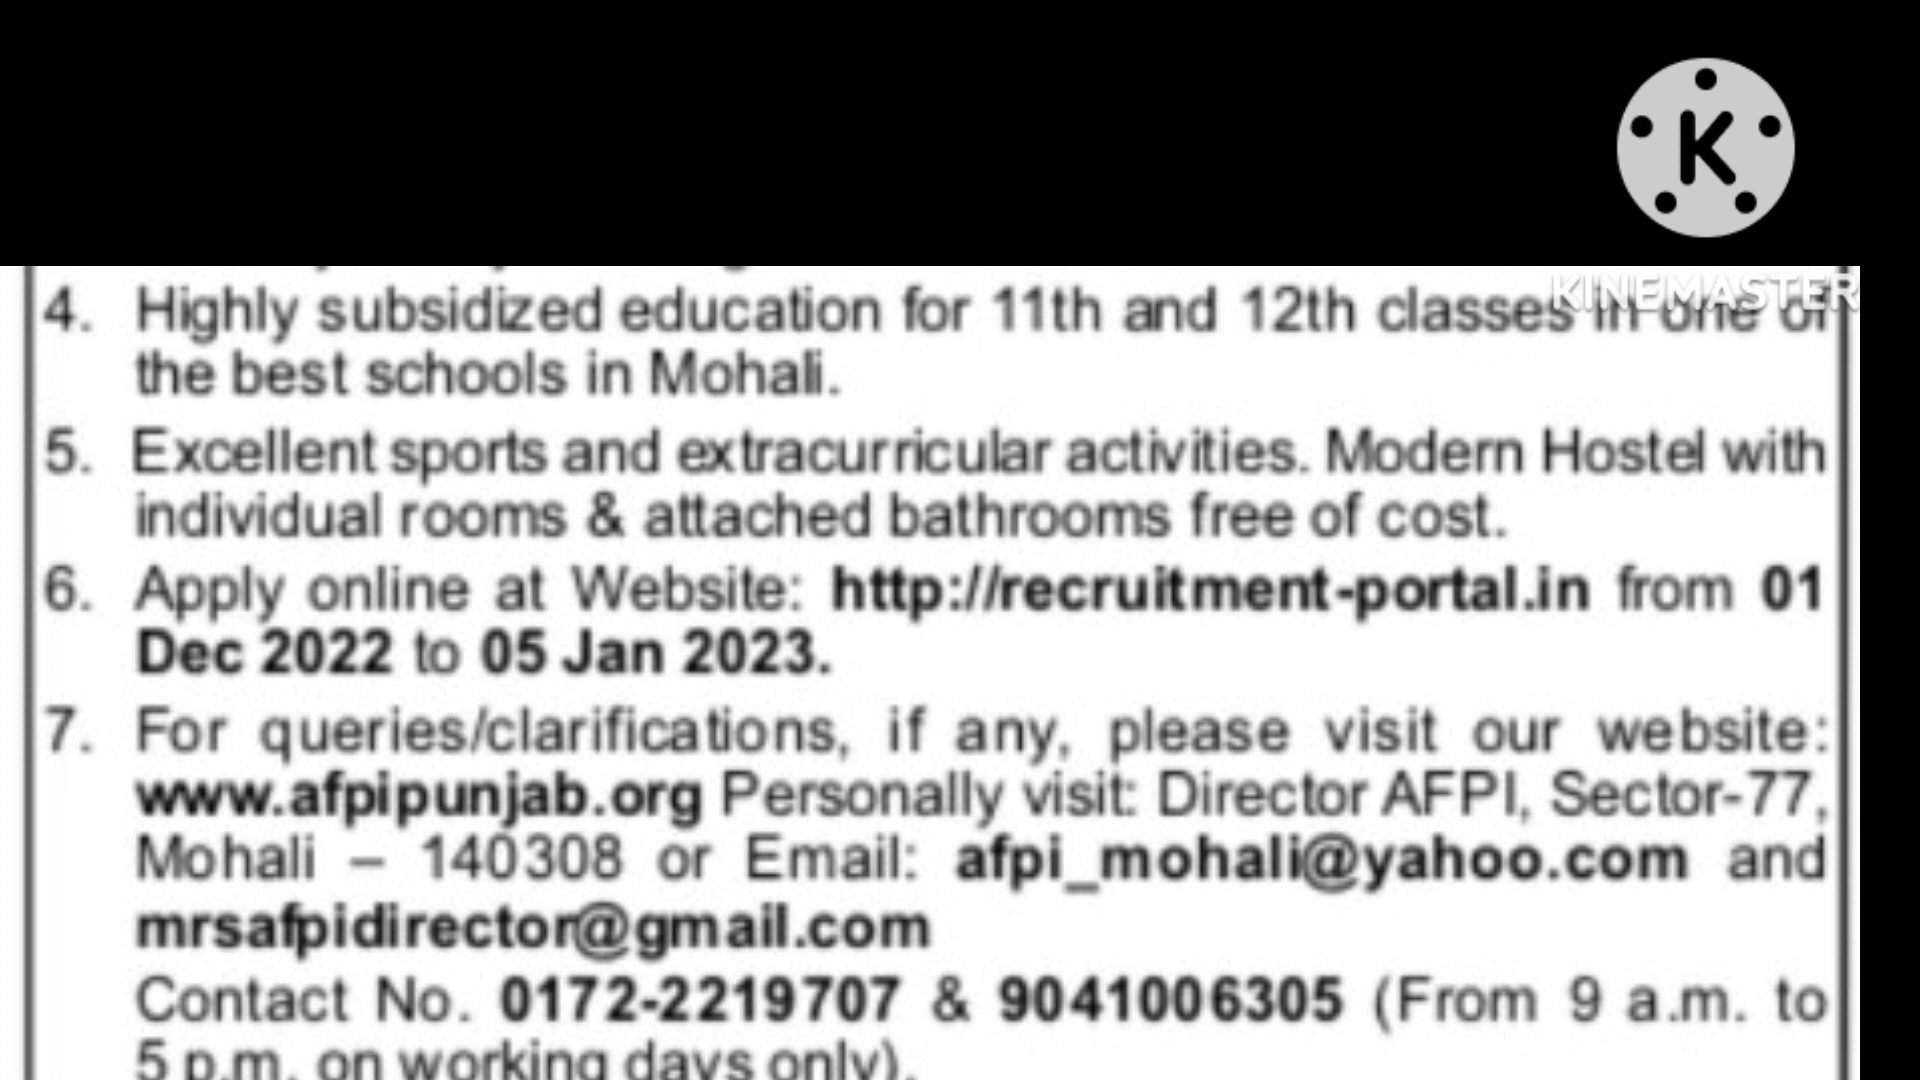 K
KINEMASTER
4. Highly subsidized education for 11th and 12th classes in one of
the best schools in Mohali.
5. Excellent sports and extracurricular activities. Modern Hostel with
individual rooms & attached bathrooms free of cost.
6. Apply online at Website: http://recruitment-portal.in from 01
Dec 2022 to 05 Jan 2023.
7. For queries/clarifications, if any, please visit our website:
www.afpipunjab.org Personally visit: Director AFPI, Sector-77,
Mohali – 140308 or Email: afpi_mohali@yahoo.com and
mrsafpidirector@gmail.com
Contact No. 0172-2219707 & 9041006305 (From 9 a.m. to
5 p.m. on working days only).